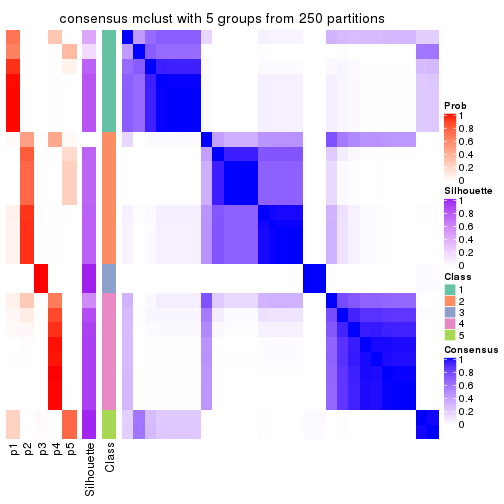 consensus mclust with 5 groups from 250 partitions
Prob
1
0.8
0.6
0.4
0.2
0
Silhouette
1
0.8
0.6
0.4
0.2
0
Class
1
2
3
4
5
Consensus
1
0.8
0.6
0.4
0.2
0
p1
p2
p3
p4
p5
Silhouette
Class